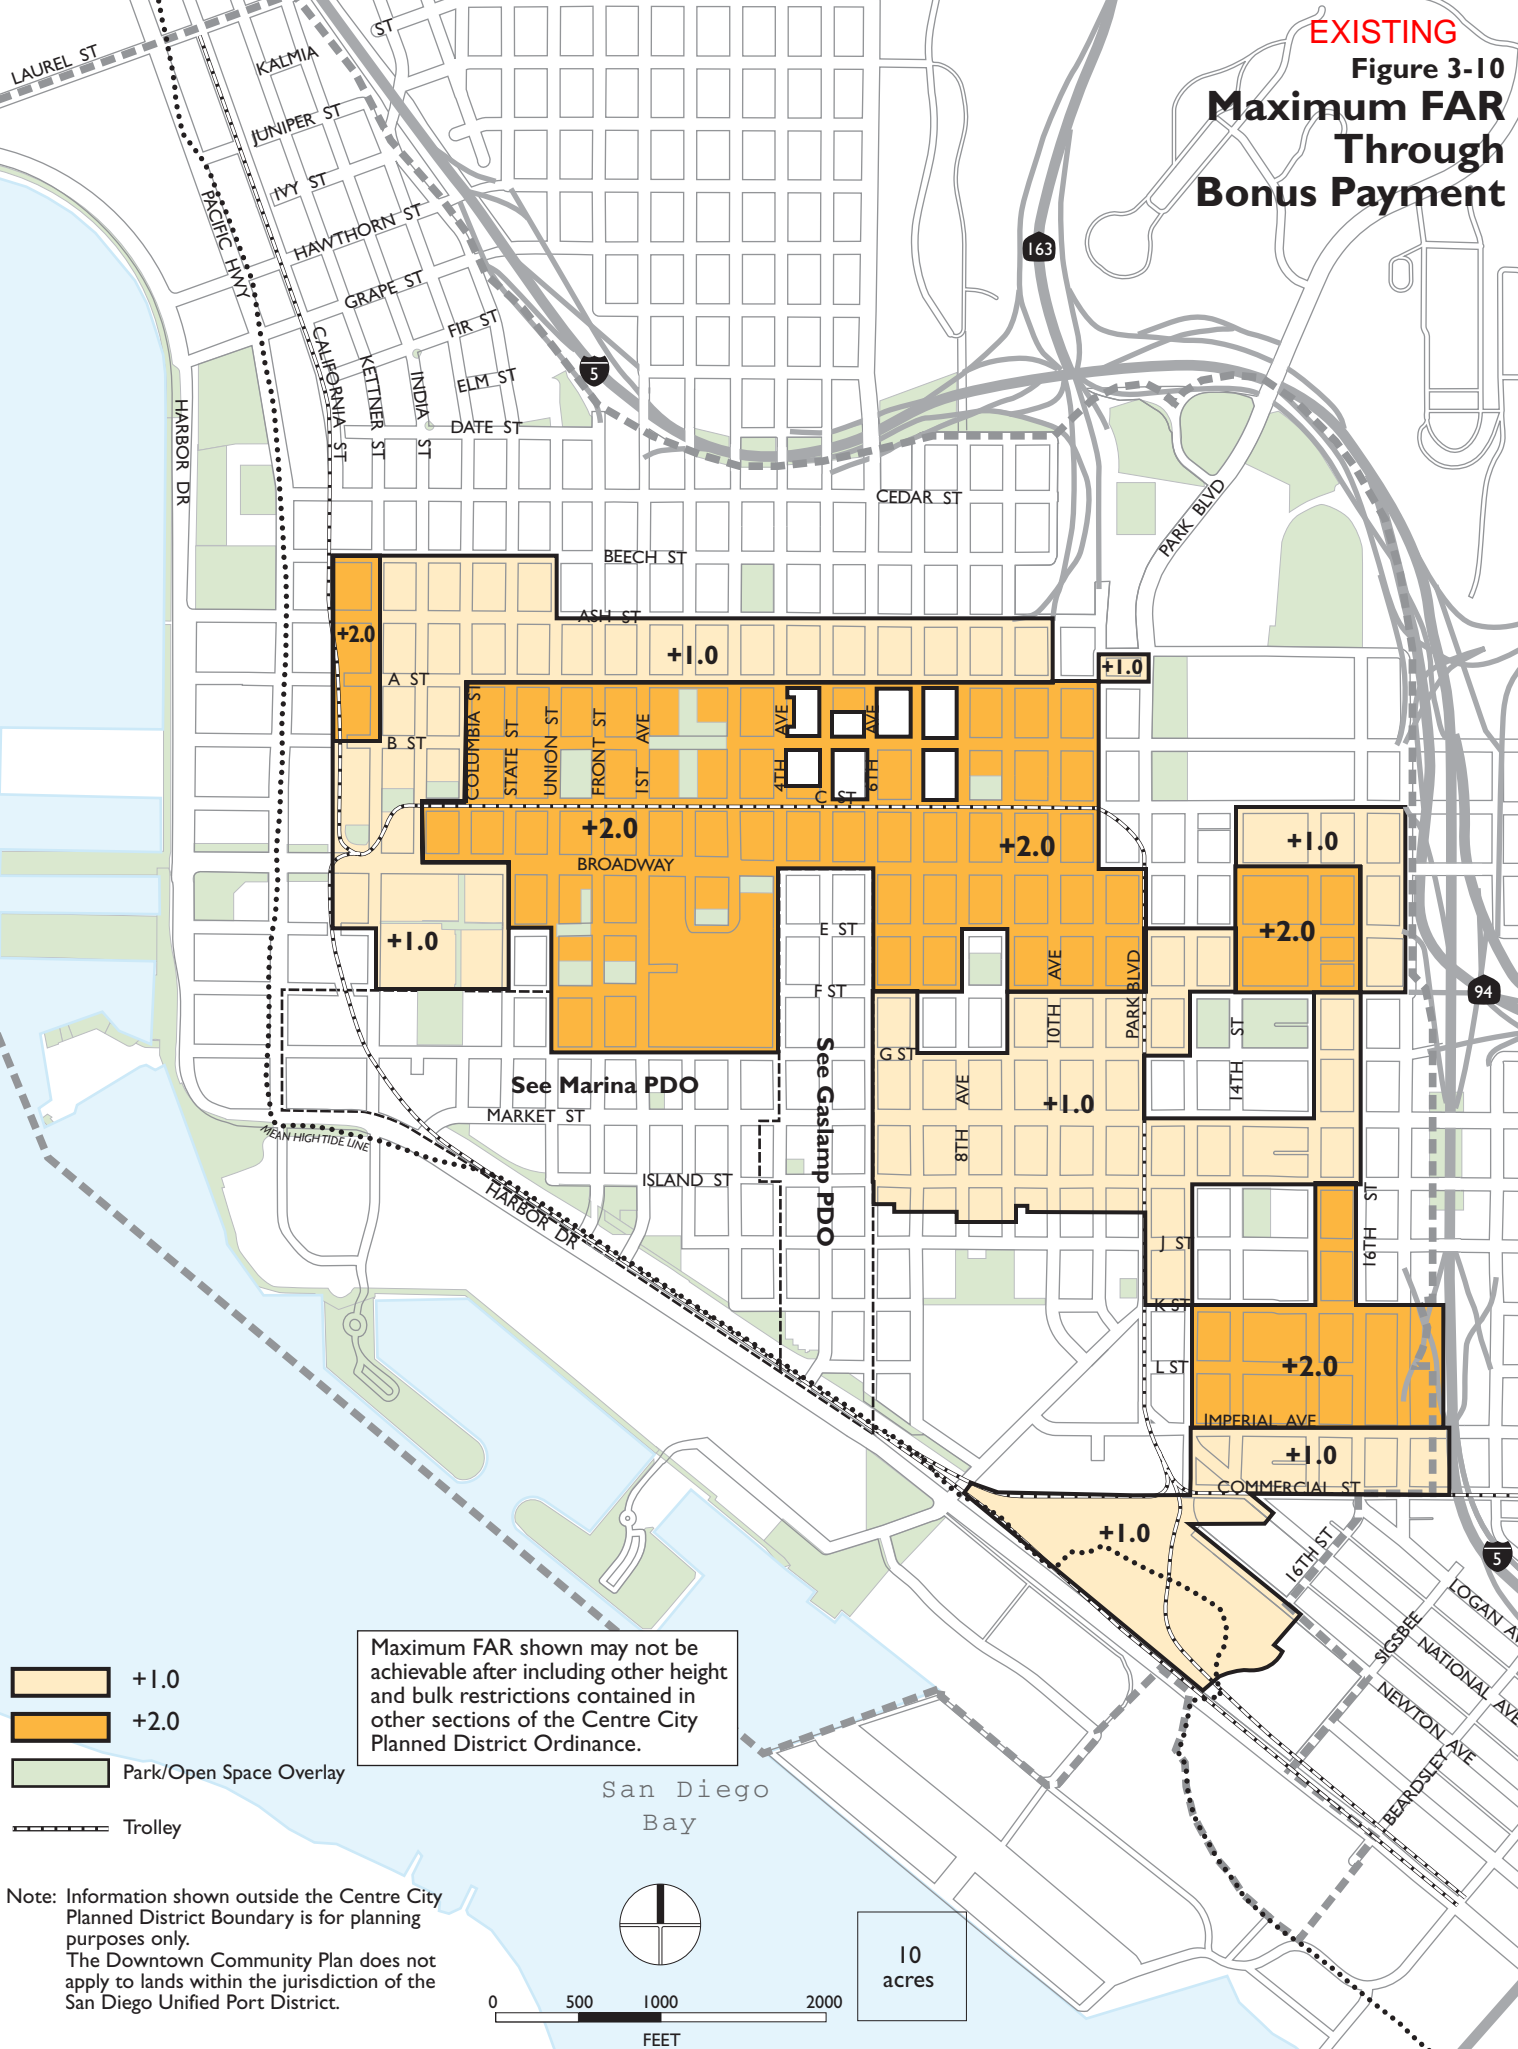 EXISTING
Figure 3-10
Maximum FAR
Through
Bonus Payment
LAUREL ST
ST
KALMIA
JUNIPER ST
IVY ST
HAWTHORN ST
GRAPE ST
FIR ST
ELM ST
DATE ST
CEDAR ST
BEECH ST
ASH ST
A ST
B ST
C ST
BROADWAY
E ST
F ST
G ST
MARKET ST
ISLAND ST
J ST
K ST
L ST
IMPERIAL AVE
COMMERCIAL ST
PACIFIC HWY
HARBOR DR
CALIFORNIA ST
KETTNER ST
INDIA ST
COLUMBIA ST
STATE ST
UNION ST
FRONT ST
1ST AVE
4TH AVE
6TH AVE
8TH AVE
10TH AVE
PARK BLVD
PARK BLVD
14TH ST
16TH ST
16TH ST
HARBOR DR
MEAN HIGH TIDE LINE
SIGSBEE
LOGAN AV
NATIONAL AVE
NEWTON AVE
BEARDSLEY
163
5
94
5
+2.0
+1.0
+1.0
+2.0
+2.0
+1.0
+2.0
+1.0
+1.0
+2.0
+1.0
+1.0
See Marina PDO
See Gaslamp PDO
San Diego
Bay
+1.0
+2.0
Park/Open Space Overlay
Trolley
Maximum FAR shown may not be
achievable after including other height
and bulk restrictions contained in
other sections of the Centre City
Planned District Ordinance.
Note: Information shown outside the Centre City
Planned District Boundary is for planning
purposes only.
The Downtown Community Plan does not
apply to lands within the jurisdiction of the
San Diego Unified Port District.
0 500 1000 2000
FEET
10
acres